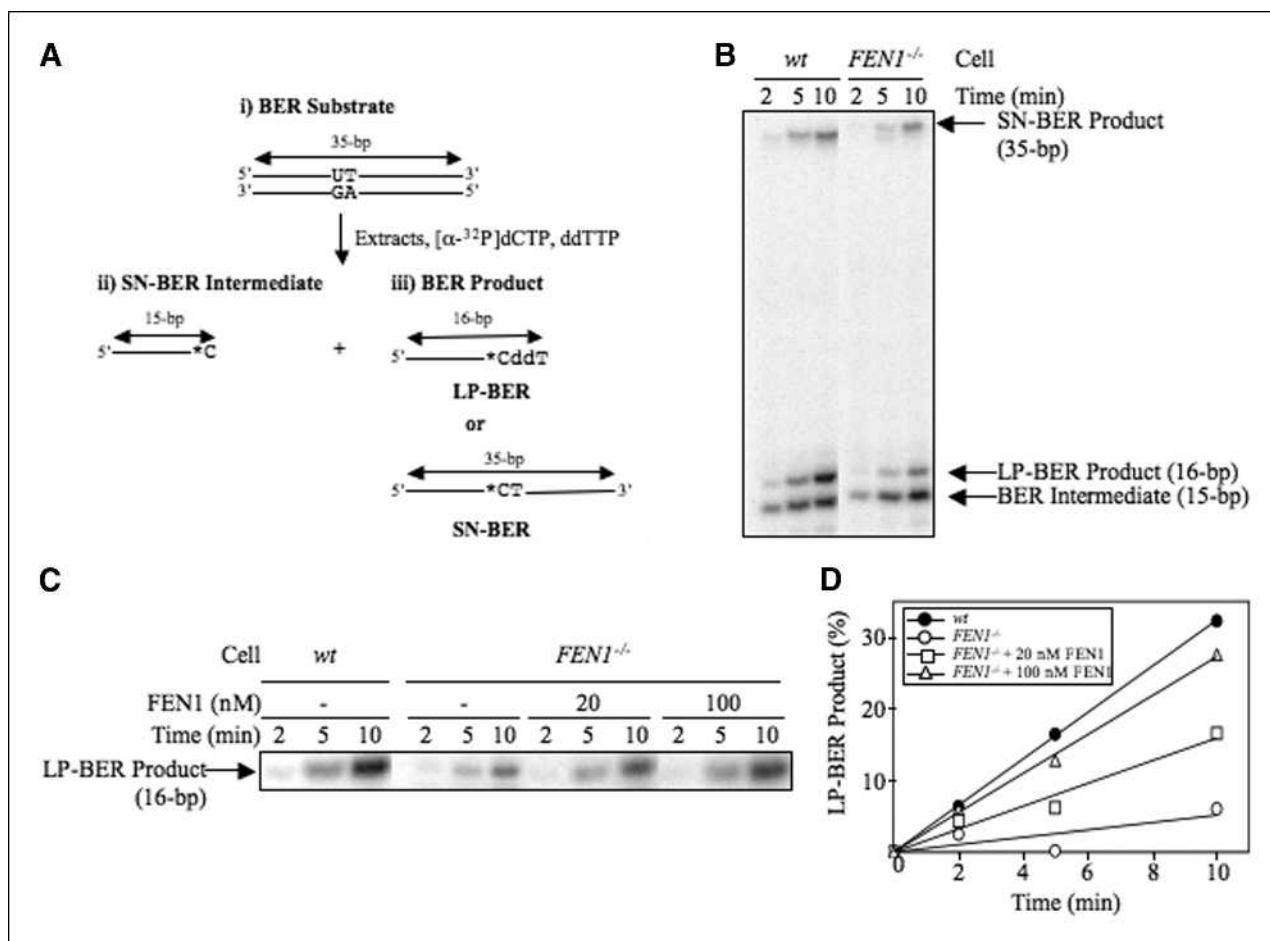 A
i) BER Substrate
35-bp
5' UT 3'
3' GA 5'
Extracts, [α-³²P]dCTP, ddTTP
ii) SN-BER Intermediate
15-bp
5' *C
+
iii) BER Product
16-bp
5' *CddT
LP-BER
or
35-bp
5' *CT 3'
SN-BER
B
wt FEN1-/- Cell
2 5 10 2 5 10 Time (min)
SN-BER Product
(35-bp)
LP-BER Product (16-bp)
BER Intermediate (15-bp)
C
Cell wt FEN1-/-
FEN1 (nM) - - 20 100
Time (min) 2 5 10 2 5 10 2 5 10 2 5 10
LP-BER Product
(16-bp)
D
LP-BER Product (%)
30
20
10
wt
FEN1-/-
FEN1-/- + 20 nM FEN1
FEN1-/- + 100 nM FEN1
0 2 4 6 8 10
Time (min)